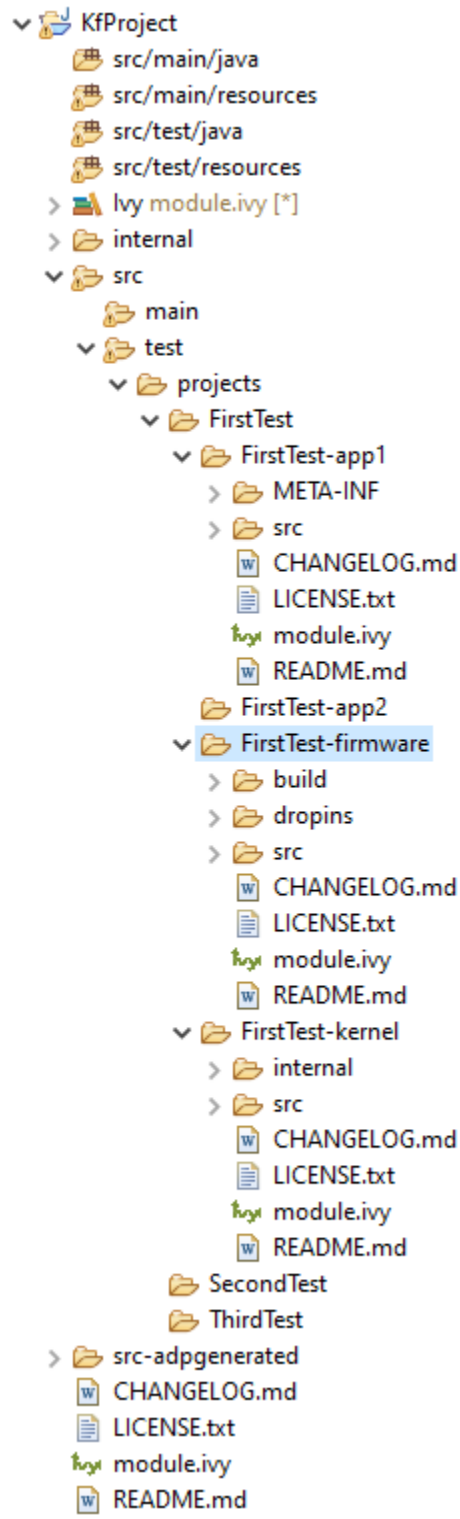 KfProject
src/main/java
src/main/resources
src/test/java
src/test/resources
Ivy module.ivy [*]
internal
src
main
test
projects
FirstTest
FirstTest-app1
META-INF
src
CHANGELOG.md
LICENSE.txt
module.ivy
README.md
FirstTest-app2
FirstTest-firmware
build
dropins
src
CHANGELOG.md
LICENSE.txt
module.ivy
README.md
FirstTest-kernel
internal
src
CHANGELOG.md
LICENSE.txt
module.ivy
README.md
SecondTest
ThirdTest
src-adpgenerated
CHANGELOG.md
LICENSE.txt
module.ivy
README.md